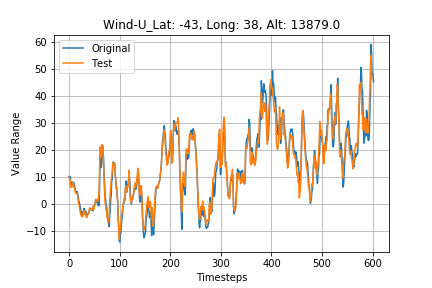 Wind-U_Lat: -43, Long: 38, Alt: 13879.0
Original
Test
Value Range
60
50
40
30
20
10
0
−10
0 100 200 300 400 500 600
Timesteps